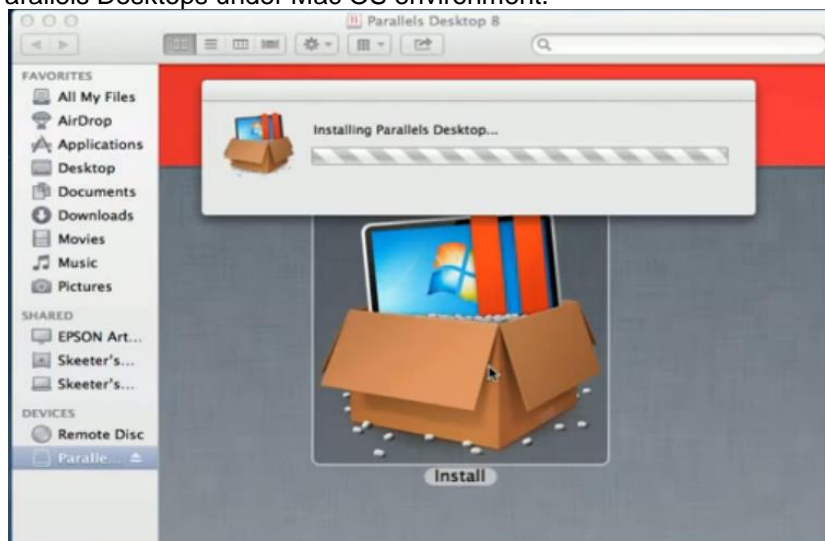 arallels Desktops under Mac OS environment.
Parallels Desktop 8
FAVORITES
All My Files
AirDrop
Applications
Desktop
Documents
Downloads
Movies
Music
Pictures
SHARED
EPSON Art...
Skeeter's...
Skeeter's...
DEVICES
Remote Disc
Paralle...
Installing Parallels Desktop...
Install